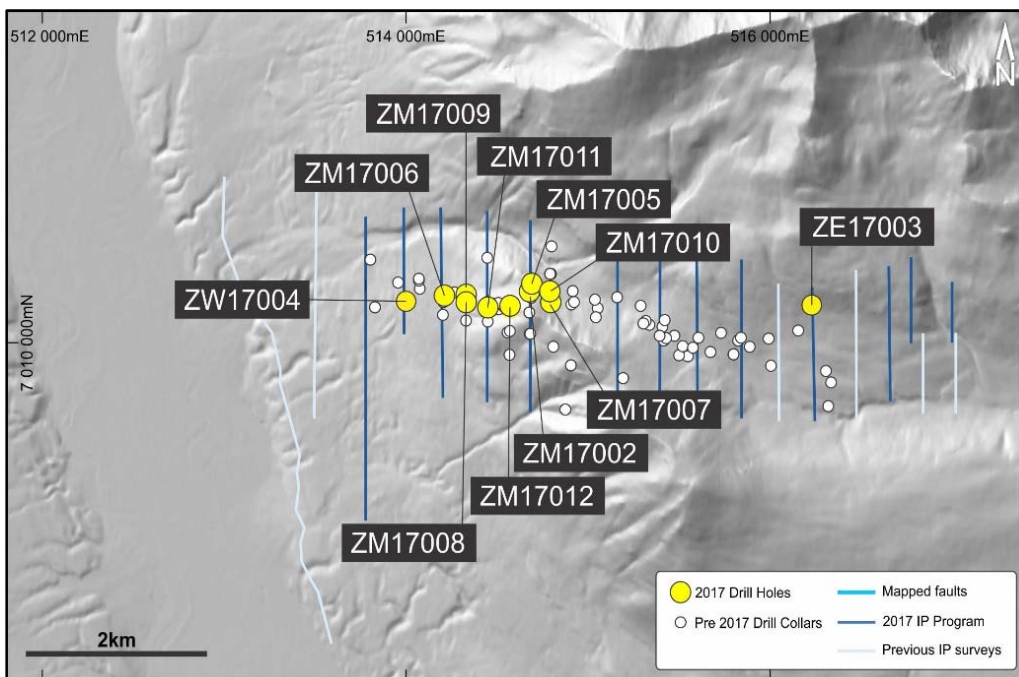 512 000mE
514 000mE
516 000mE
N
ZM17009
ZM17011
ZM17006
ZM17005
ZM17010
ZE17003
ZW17004
7 010 000mN
ZM17007
ZM17002
ZM17012
ZM17008
2km
2017 Drill Holes
Pre 2017 Drill Collars
Mapped faults
2017 IP Program
Previous IP surveys